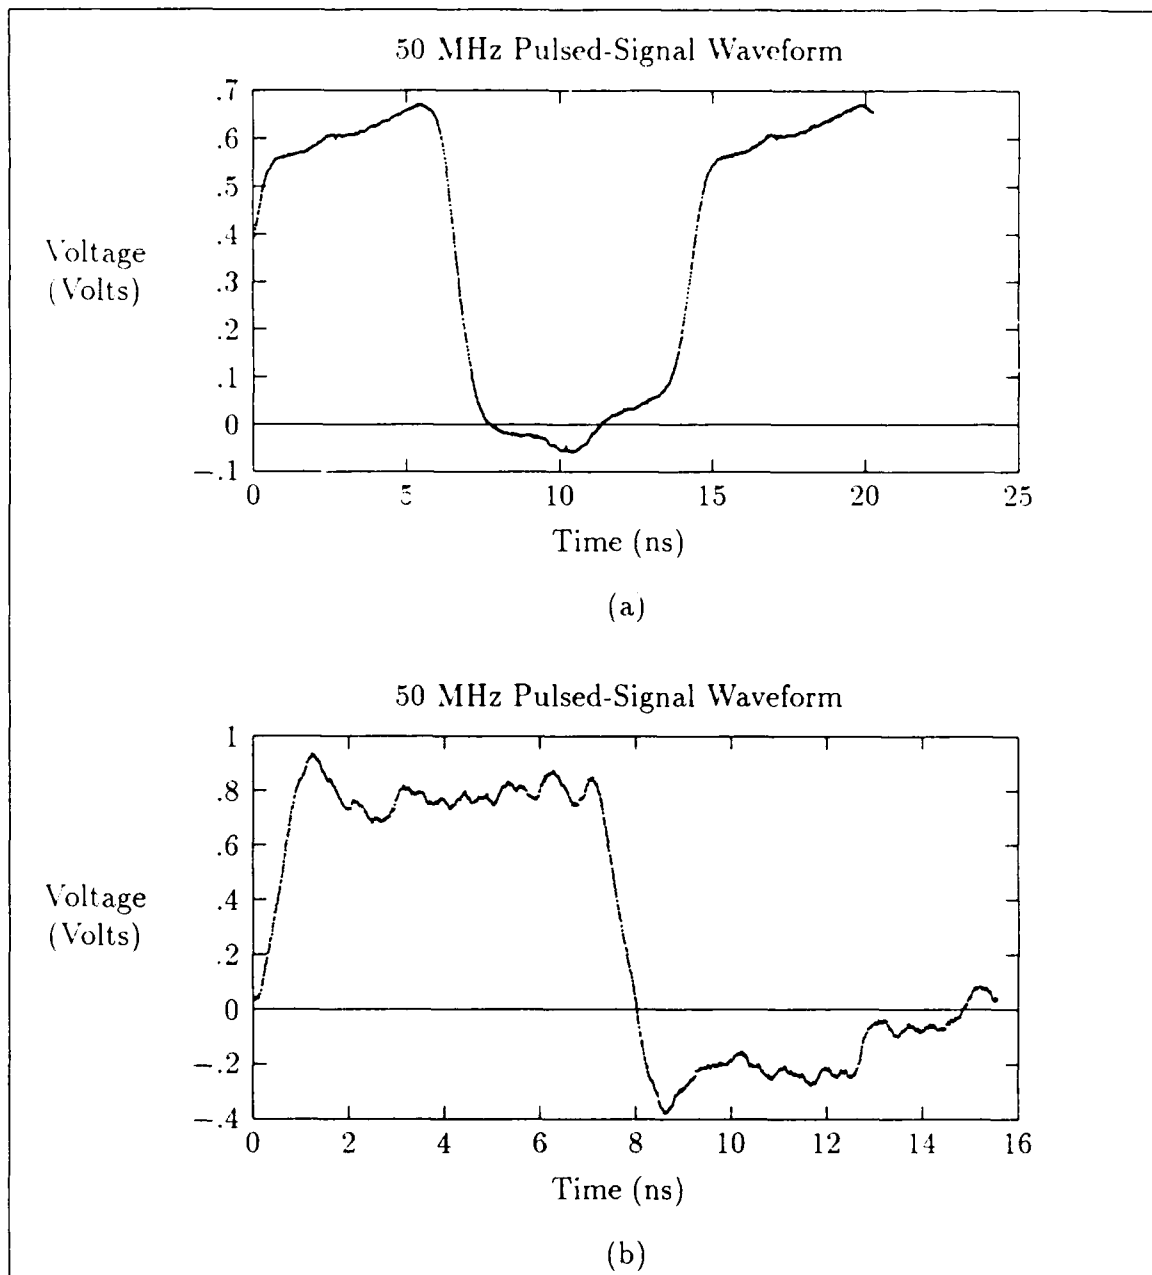 50 MHz Pulsed-Signal Waveform
.7
.6
.5
.4
Voltage
(Volts)
.3
.2
.1
0
-.1
0 5 10 15 20 25
Time (ns)
(a)
50 MHz Pulsed-Signal Waveform
1
.8
.6
Voltage
(Volts)
.4
.2
0
-.2
-.4
0 2 4 6 8 10 12 14 16
Time (ns)
(b)